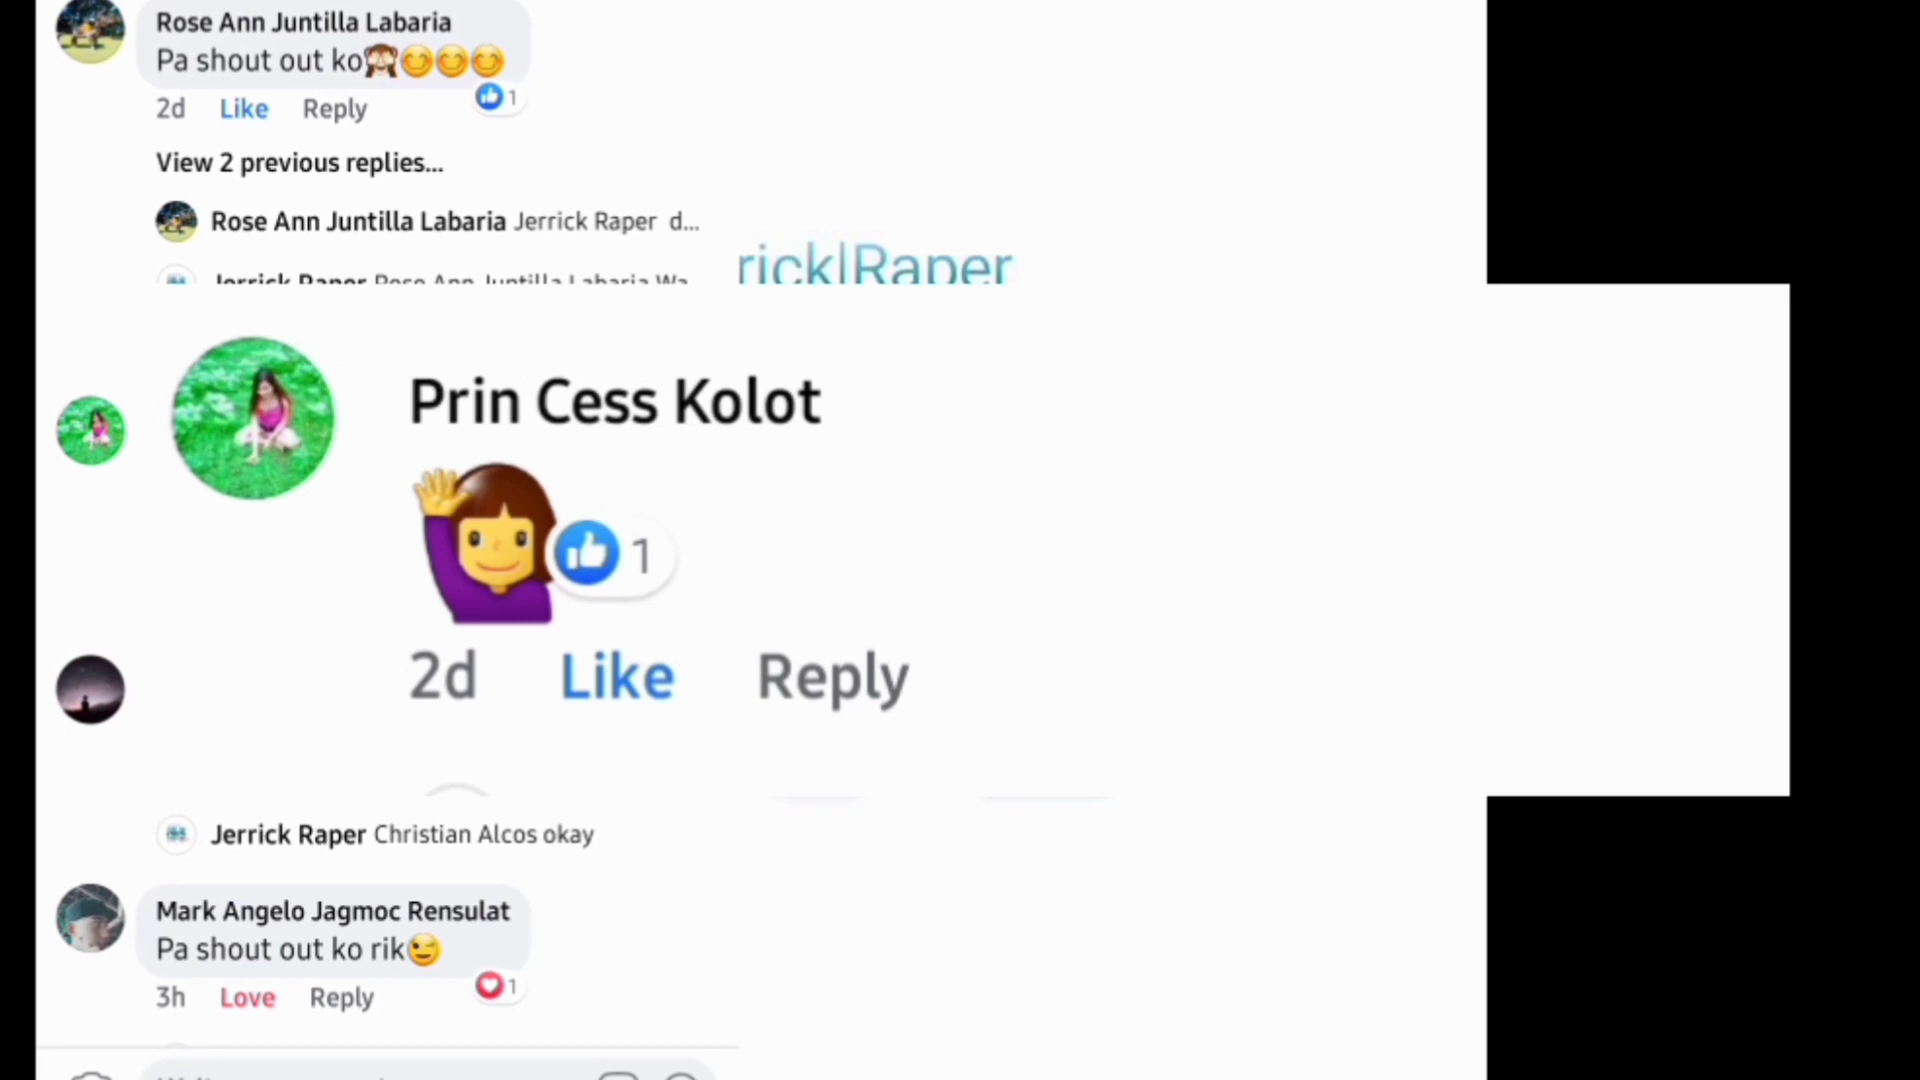 Rose Ann Juntilla Labaria
Pa shout out ko🙈😊😊😊
2d Like Reply 1
View 2 previous replies...
Rose Ann Juntilla Labaria Jerrick Raper d...
Jerrick Raper Rose Ann Juntilla Labaria Wa
rick|Raper
Prin Cess Kolot
🙋‍♀️ 1
2d Like Reply
Jerrick Raper Christian Alcos okay
Mark Angelo Jagmoc Rensulat
Pa shout out ko rik😉
3h Love Reply 1